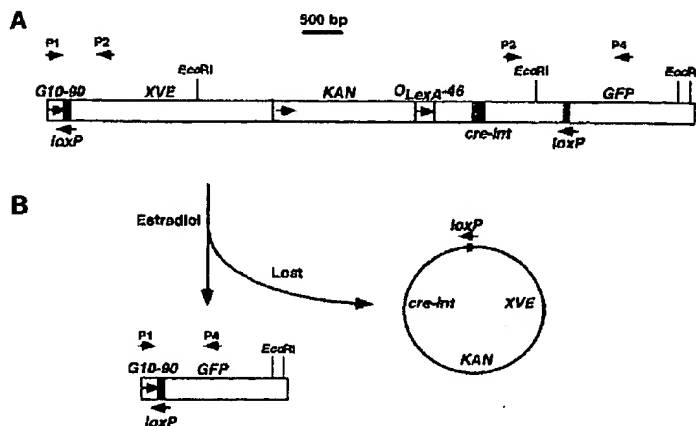 A
500 bp
P1 P2 P3 P4
EcoRI EcoRI EcoRI
G10-90 XVE KAN OLexA-46 GFP
loxP cre-int loxP
B
Estradiol
Lost
loxP
cre-int XVE
KAN
P1 P4
EcoRI
G10-90 GFP
loxP